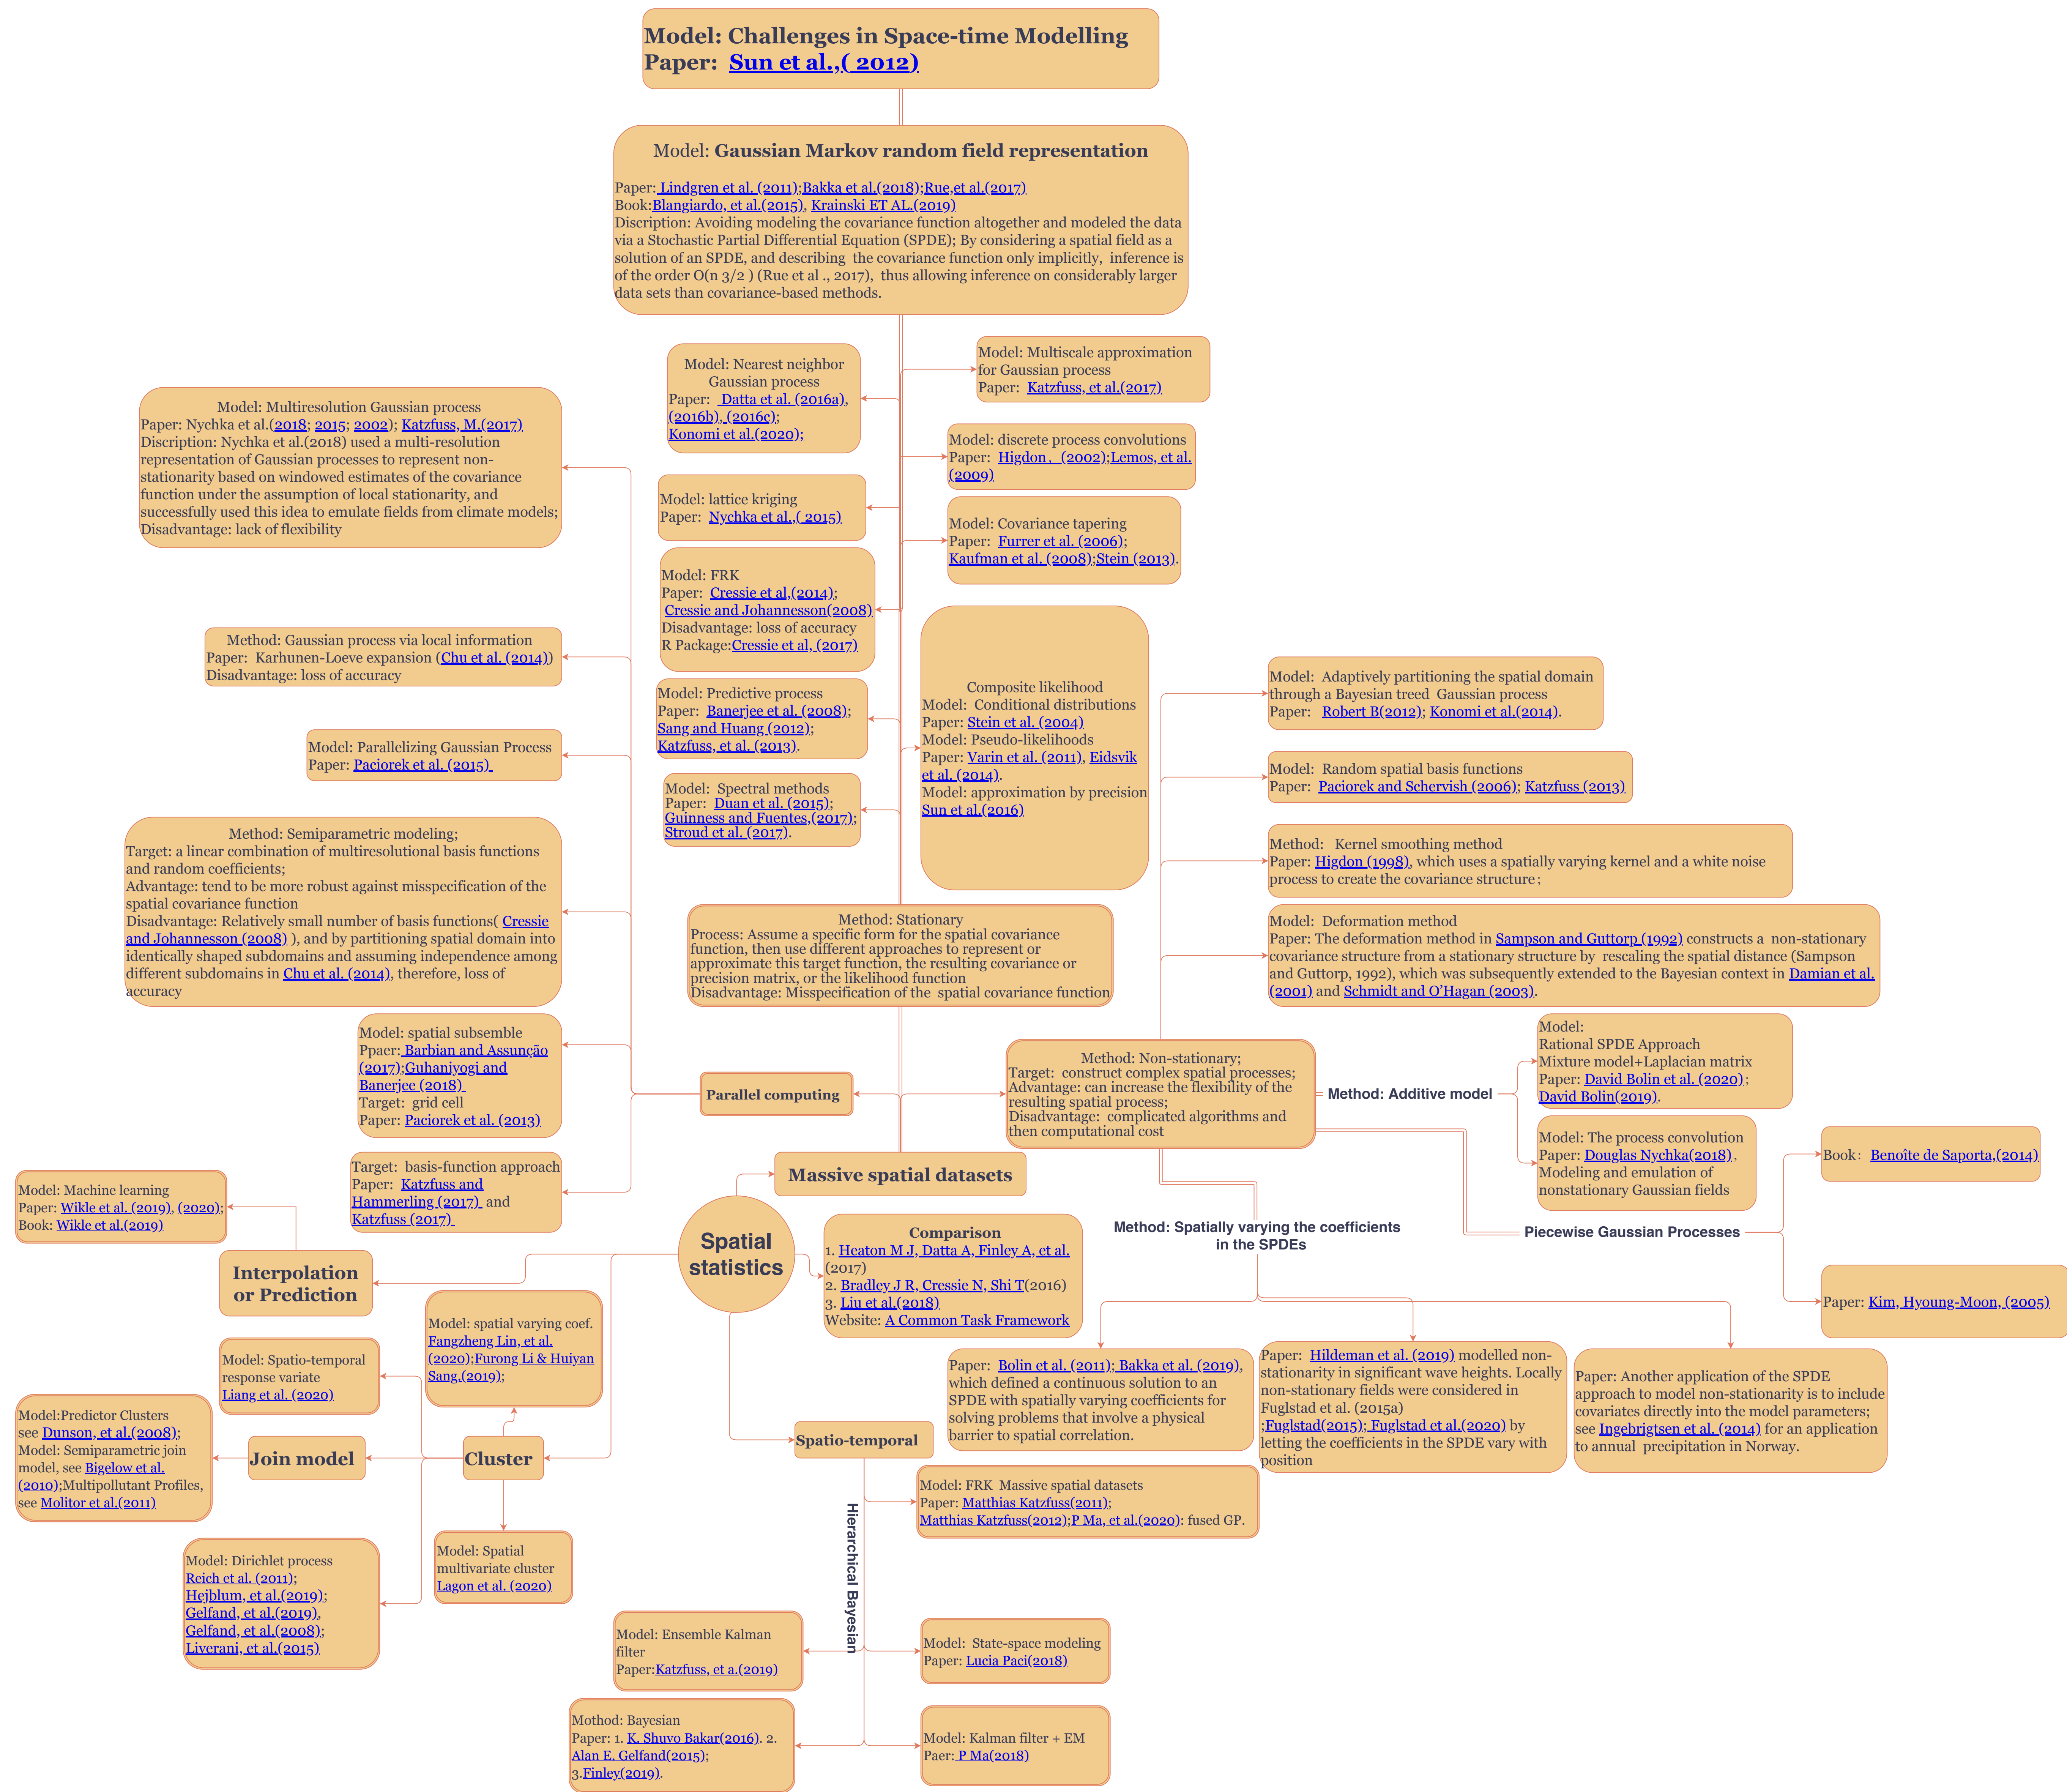 Model: Challenges in Space-time Modelling
Paper:  Sun et al.,( 2012)
Model: Gaussian Markov random field representation
Paper: Lindgren et al. (2011);Bakka et al.(2018);Rue,et al.(2017)
Book:Blangiardo, et al.(2015), Krainski ET AL.(2019)
Discription: Avoiding modeling the covariance function altogether and modeled the data
via a Stochastic Partial Differential Equation (SPDE); By considering a spatial field as a
solution of an SPDE, and describing  the covariance function only implicitly,  inference is
of the order O(n 3/2 ) (Rue et al ., 2017),  thus allowing inference on considerably larger
data sets than covariance-based methods.
Model: Nearest neighbor
Gaussian process
Paper:   Datta et al. (2016a),
(2016b), (2016c);
Konomi et al.(2020);
Model: Multiscale approximation
for Gaussian process
Paper:  Katzfuss, et al.(2017)
Model: Multiresolution Gaussian process
Paper: Nychka et al.(2018; 2015; 2002); Katzfuss, M.(2017)
Discription: Nychka et al.(2018) used a multi-resolution
representation of Gaussian processes to represent non-
stationarity based on windowed estimates of the covariance
function under the assumption of local stationarity, and
successfully used this idea to emulate fields from climate models;
Disadvantage: lack of flexibility
Model: discrete process convolutions
Paper:  Higdon．(2002);Lemos, et al.
(2009)
Model: lattice kriging
Paper:  Nychka et al.,( 2015)
Model: Covariance tapering
Paper:  Furrer et al. (2006);
Kaufman et al. (2008);Stein (2013).
Model: FRK
Paper:  Cressie et al,(2014);
Cressie and Johannesson(2008)
Disadvantage: loss of accuracy
R Package:Cressie et al, (2017)
Method: Gaussian process via local information
Paper:  Karhunen-Loeve expansion (Chu et al. (2014))
Disadvantage: loss of accuracy
Composite likelihood
Model:  Conditional distributions
Paper: Stein et al. (2004)
Model: Pseudo-likelihoods
Paper: Varin et al. (2011), Eidsvik
et al. (2014).
Model: approximation by precision
Sun et al.(2016)
Model:  Adaptively partitioning the spatial domain
through a Bayesian treed  Gaussian process
Paper:   Robert B(2012); Konomi et al.(2014).
Model: Predictive process
Paper:  Banerjee et al. (2008);
Sang and Huang (2012);
Katzfuss, et al. (2013).
Model: Parallelizing Gaussian Process
Paper: Paciorek et al. (2015)
Model:  Random spatial basis functions
Paper:  Paciorek and Schervish (2006); Katzfuss (2013)
Model:  Spectral methods
Paper:  Duan et al. (2015);
Guinness and Fuentes,(2017);
Stroud et al. (2017).
Method: Semiparametric modeling;
Target: a linear combination of multiresolutional basis functions
and random coefficients;
Advantage: tend to be more robust against misspecification of the
spatial covariance function
Disadvantage: Relatively small number of basis functions( Cressie
and Johannesson (2008) ), and by partitioning spatial domain into
identically shaped subdomains and assuming independence among
different subdomains in Chu et al. (2014), therefore, loss of
accuracy
Method:   Kernel smoothing method
Paper: Higdon (1998), which uses a spatially varying kernel and a white noise
process to create the covariance structure;
Method: Stationary
Process: Assume a specific form for the spatial covariance
function, then use different approaches to represent or
approximate this target function, the resulting covariance or
precision matrix, or the likelihood function
Disadvantage: Misspecification of the  spatial covariance function
Model:  Deformation method
Paper: The deformation method in Sampson and Guttorp (1992) constructs a  non-stationary
covariance structure from a stationary structure by  rescaling the spatial distance (Sampson
and Guttorp, 1992), which was subsequently extended to the Bayesian context in Damian et al.
(2001) and Schmidt and O'Hagan (2003).
Model: spatial subsemble
Ppaer: Barbian and Assunção
(2017);Guhaniyogi and
Banerjee (2018)
Target:  grid cell
Paper: Paciorek et al. (2013)
Parallel computing
Method: Non-stationary;
Target:  construct complex spatial processes;
Advantage: can increase the flexibility of the
resulting spatial process;
Disadvantage:  complicated algorithms and
then computational cost
Method: Additive model
Model:
Rational SPDE Approach
Mixture model+Laplacian matrix
Paper: David Bolin et al. (2020);
David Bolin(2019).
Model: The process convolution
Paper: Douglas Nychka(2018)，
Modeling and emulation of
nonstationary Gaussian fields
Book： Benoîte de Saporta,(2014)
Target:  basis-function approach
Paper:  Katzfuss and
Hammerling (2017)  and
Katzfuss (2017)
Massive spatial datasets
Model: Machine learning
Paper: Wikle et al. (2019), (2020);
Book: Wikle et al.(2019)
Method: Spatially varying the coefficients
in the SPDEs
Piecewise Gaussian Processes
Spatial
statistics
Comparison
1. Heaton M J, Datta A, Finley A, et al.
(2017)
2. Bradley J R, Cressie N, Shi T(2016)
3. Liu et al.(2018)
Website: A Common Task Framework
Interpolation
or Prediction
Paper: Kim, Hyoung-Moon, (2005)
Model: spatial varying coef.
Fangzheng Lin, et al.
(2020);Furong Li & Huiyan
Sang.(2019);
Model: Spatio-temporal
response variate
Liang et al. (2020)
Paper:  Bolin et al. (2011); Bakka et al. (2019),
which defined a continuous solution to an
SPDE with spatially varying coefficients for
solving problems that involve a physical
barrier to spatial correlation.
Paper:  Hildeman et al. (2019) modelled non-
stationarity in significant wave heights. Locally
non-stationary fields were considered in
Fuglstad et al. (2015a)
;Fuglstad(2015); Fuglstad et al.(2020) by
letting the coefficients in the SPDE vary with
position
Paper: Another application of the SPDE
approach to model non-stationarity is to include
covariates directly into the model parameters;
see Ingebrigtsen et al. (2014) for an application
to annual  precipitation in Norway.
Model:Predictor Clusters
see Dunson, et al.(2008);
Model: Semiparametric join
model, see Bigelow et al.
(2010);Multipollutant Profiles,
see Molitor et al.(2011)
Join model
Cluster
Spatio-temporal
Model: FRK  Massive spatial datasets
Paper: Matthias Katzfuss(2011);
Matthias Katzfuss(2012);P Ma, et al.(2020): fused GP.
Hierarchical Bayesian
Model: Dirichlet process
Reich et al. (2011);
Hejblum, et al.(2019);
Gelfand, et al.(2019),
Gelfand, et al.(2008);
Liverani, et al.(2015)
Model: Spatial
multivariate cluster
Lagon et al. (2020)
Model: Ensemble Kalman
filter
Paper:Katzfuss, et a.(2019)
Model:  State-space modeling
Paper: Lucia Paci(2018)
Mothod: Bayesian
Paper: 1. K. Shuvo Bakar(2016). 2.
Alan E. Gelfand(2015);
3.Finley(2019).
Model: Kalman filter + EM
Paer: P Ma(2018)